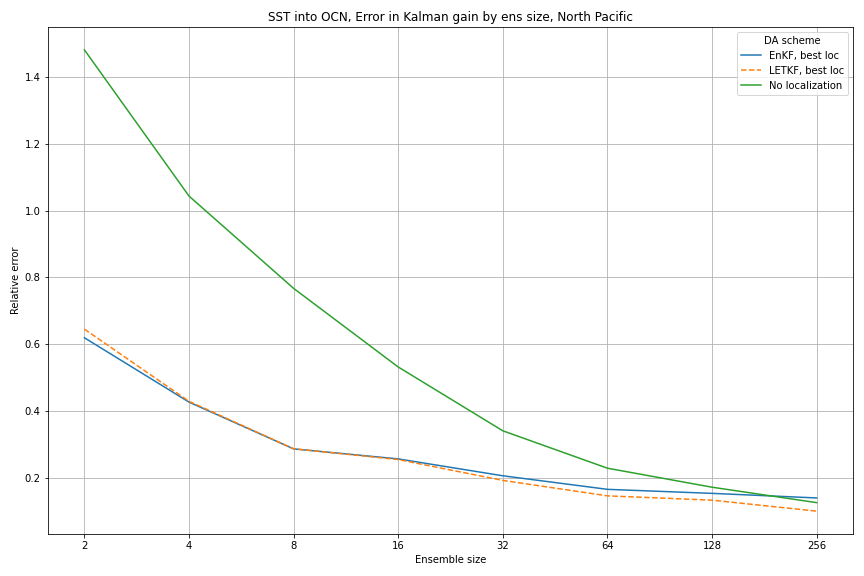 SST into OCN, Error in Kalman gain by ens size, North Pacific
DA scheme
EnKF, best loc
LETKF, best loc
No localization
1.4
1.2
1.0
0.8
0.6
0.4
0.2
Relative error
2 4 8 16 32 64 128 256
Ensemble size